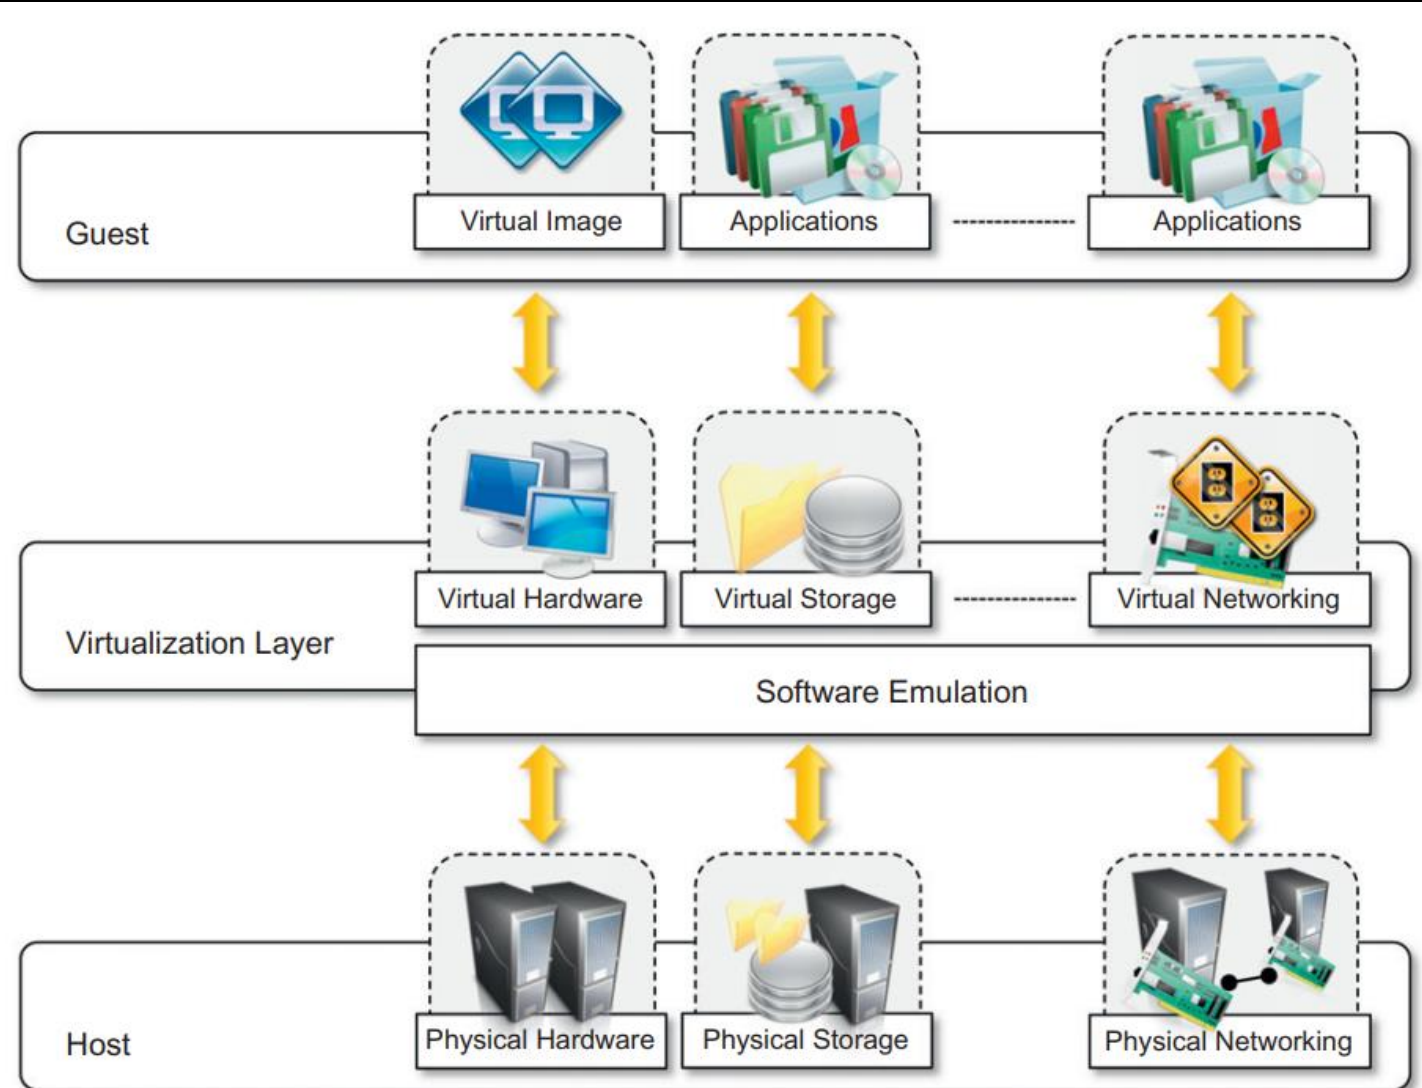 Guest
Virtual Image
Applications
Applications
Virtualization Layer
Virtual Hardware
Virtual Storage
Virtual Networking
Software Emulation
Host
Physical Hardware
Physical Storage
Physical Networking